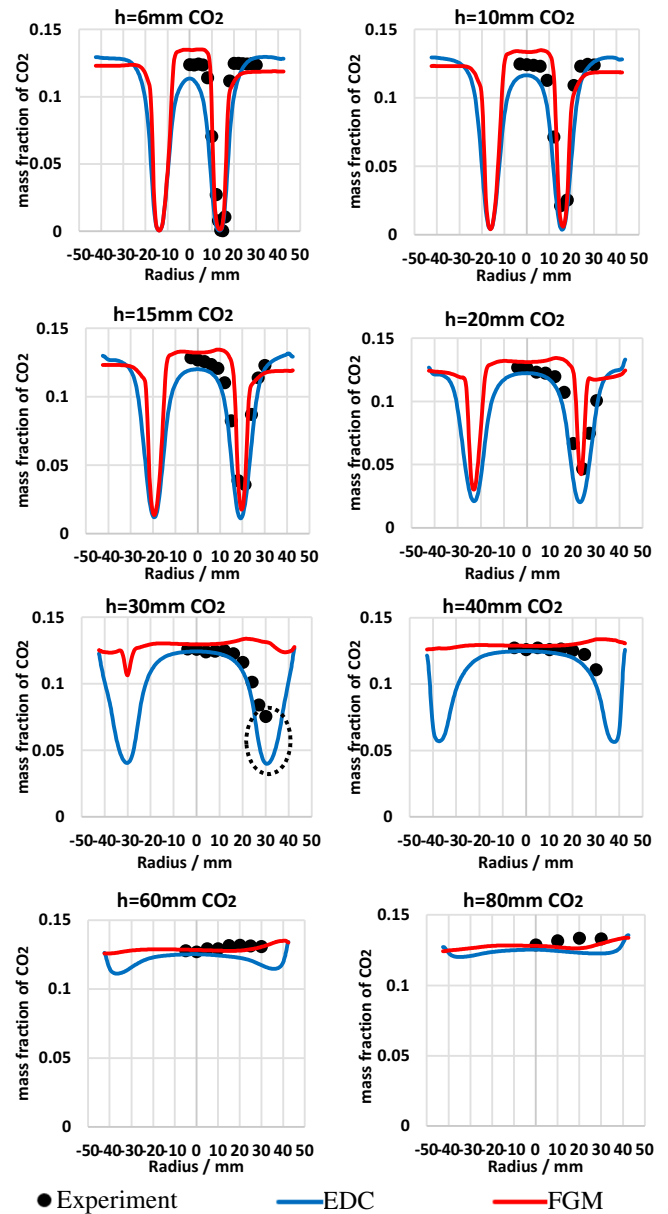 h=6mm CO2
h=10mm CO2
mass fraction of CO2
0.15
0.1
0.05
0
-50-40-30-20-10 0 10 20 30 40 50
Radius / mm
mass fraction of CO2
0.15
0.1
0.05
0
-50-40-30-20-10 0 10 20 30 40 50
Radius / mm
h=15mm CO2
h=20mm CO2
mass fraction of CO2
0.15
0.1
0.05
0
-50-40-30-20-10 0 10 20 30 40 50
Radius / mm
mass fraction of CO2
0.15
0.1
0.05
0
-50-40-30-20-10 0 10 20 30 40 50
Radius / mm
h=30mm CO2
h=40mm CO2
mass fraction of CO2
0.15
0.1
0.05
0
-50-40-30-20-10 0 10 20 30 40 50
Radius / mm
mass fraction of CO2
0.15
0.1
0.05
0
-50-40-30-20-10 0 10 20 30 40 50
Radius / mm
h=60mm CO2
h=80mm CO2
mass fraction of CO2
0.15
0.1
0.05
0
-50-40-30-20-10 0 10 20 30 40 50
Radius / mm
mass fraction of CO2
0.15
0.1
0.05
0
-50-40-30-20-10 0 10 20 30 40 50
Radius / mm
Experiment EDC FGM